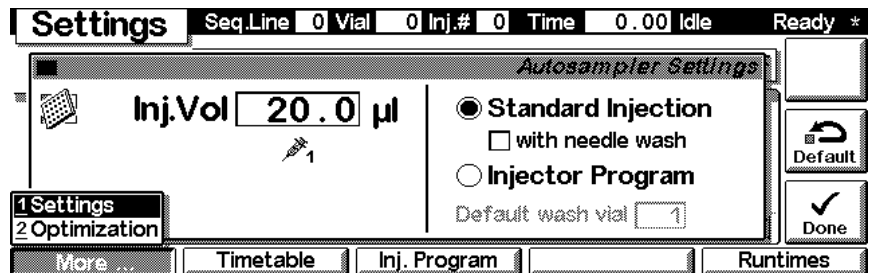 Settings Seq.Line 0 Vial 0 Inj.# 0 Time 0.00 Idle Ready *
Autosampler Settings
Inj.Vol 20.0 µl
1
Standard Injection
with needle wash
Injector Program
Default wash vial 1
Default
Done
1 Settings
2 Optimization
More ... Timetable Inj. Program Runtimes